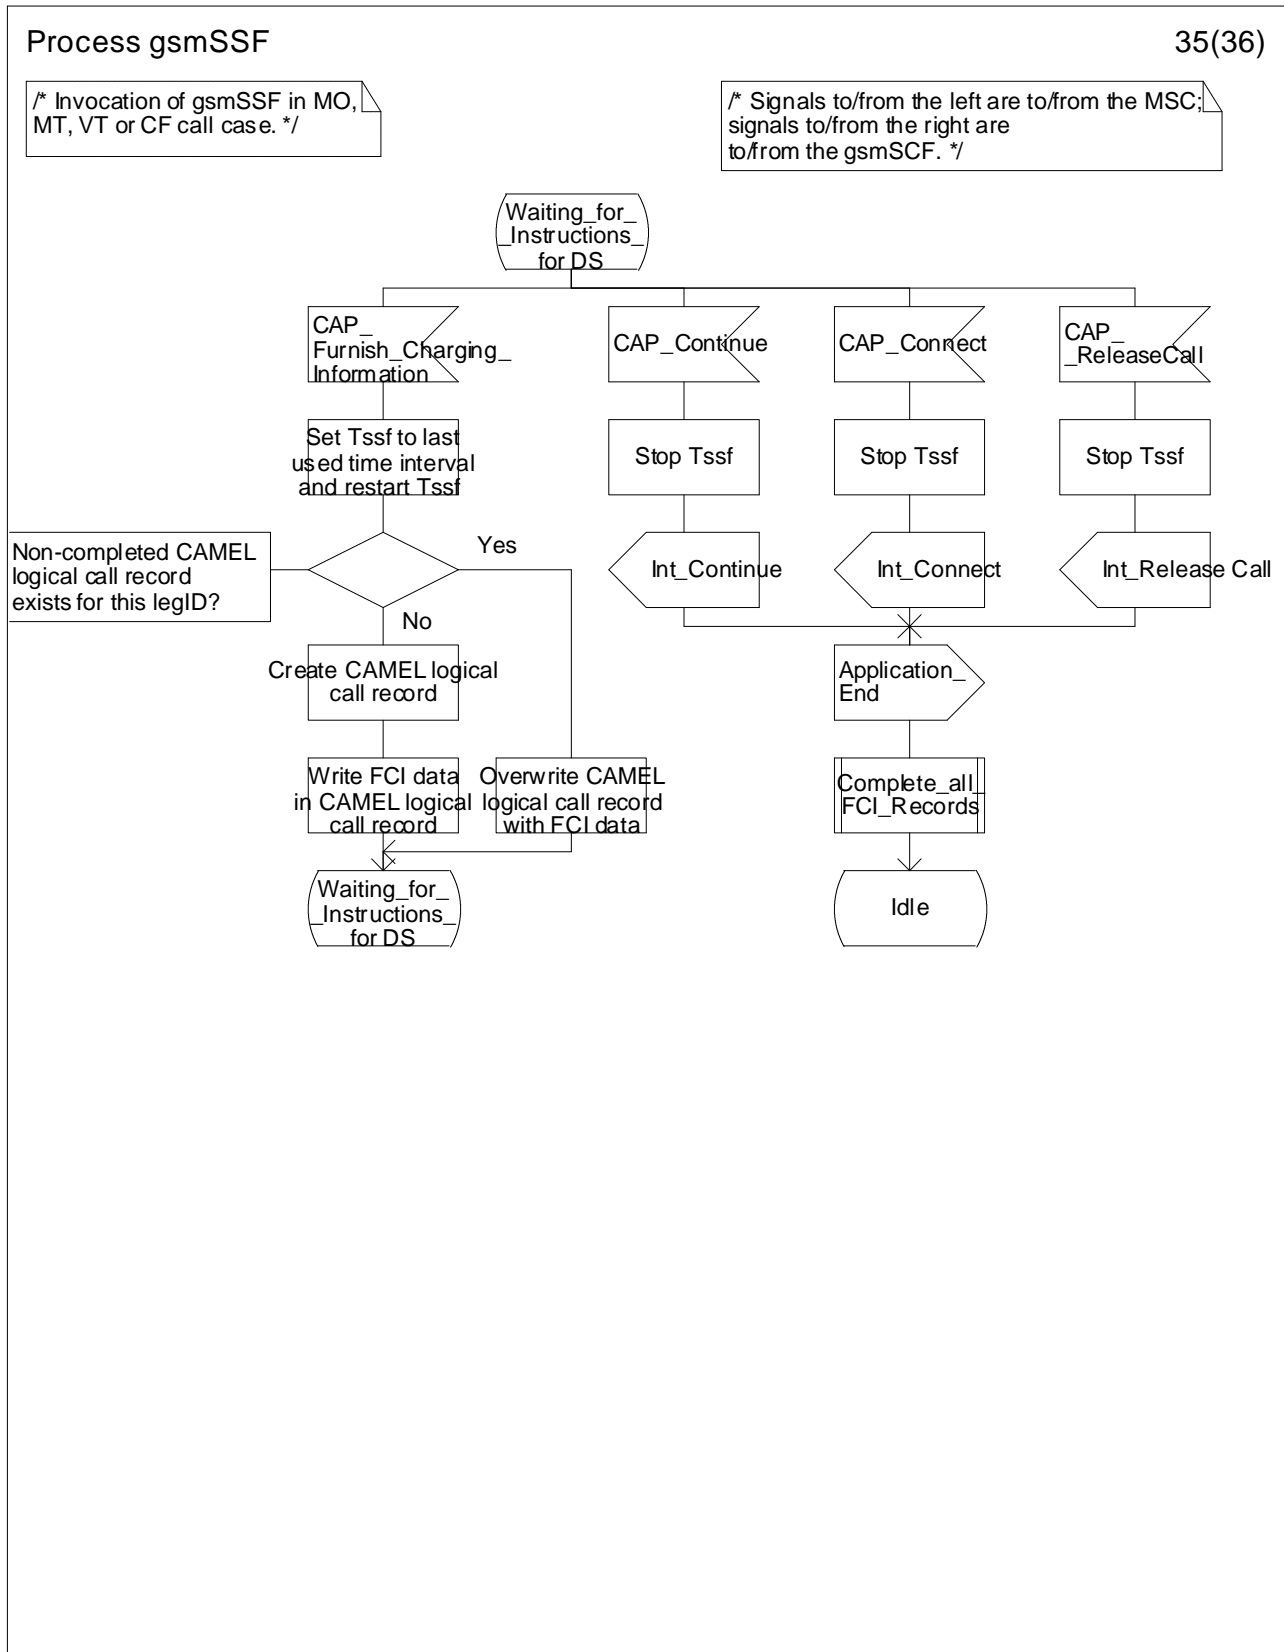 Process gsmSSF
35(36)
/* Invocation of gsmSSF in MO,
MT, VT or CF call case. */
/* Signals to/from the left are to/from the MSC;
signals to/from the right are
to/from the gsmSCF. */
Waiting_for_
_Instructions_
for DS
CAP_
Furnish_Charging_
Information
CAP_Continue
CAP_Connect
CAP_
_ReleaseCall
Set Tssf to last
used time interval
and restart Tssf
Stop Tssf
Stop Tssf
Stop Tssf
Non-completed CAMEL
logical call record
exists for this legID?
Yes
No
Int_Continue
Int_Connect
Int_Release Call
Create CAMEL logical
call record
Application_
End
Write FCI data
in CAMEL logical
call record
Overwrite CAMEL
logical call record
with FCI data
Complete_all_
FCI_Records
Waiting_for_
_Instructions_
for DS
Idle